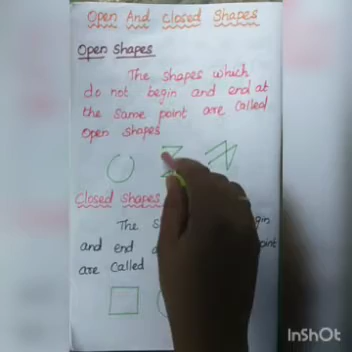 Open And Closed Shapes
Open Shapes
The shapes which
do not begin and end at
the same point are called
open shapes
Closed shapes
The
and end
point
are called
InShOt